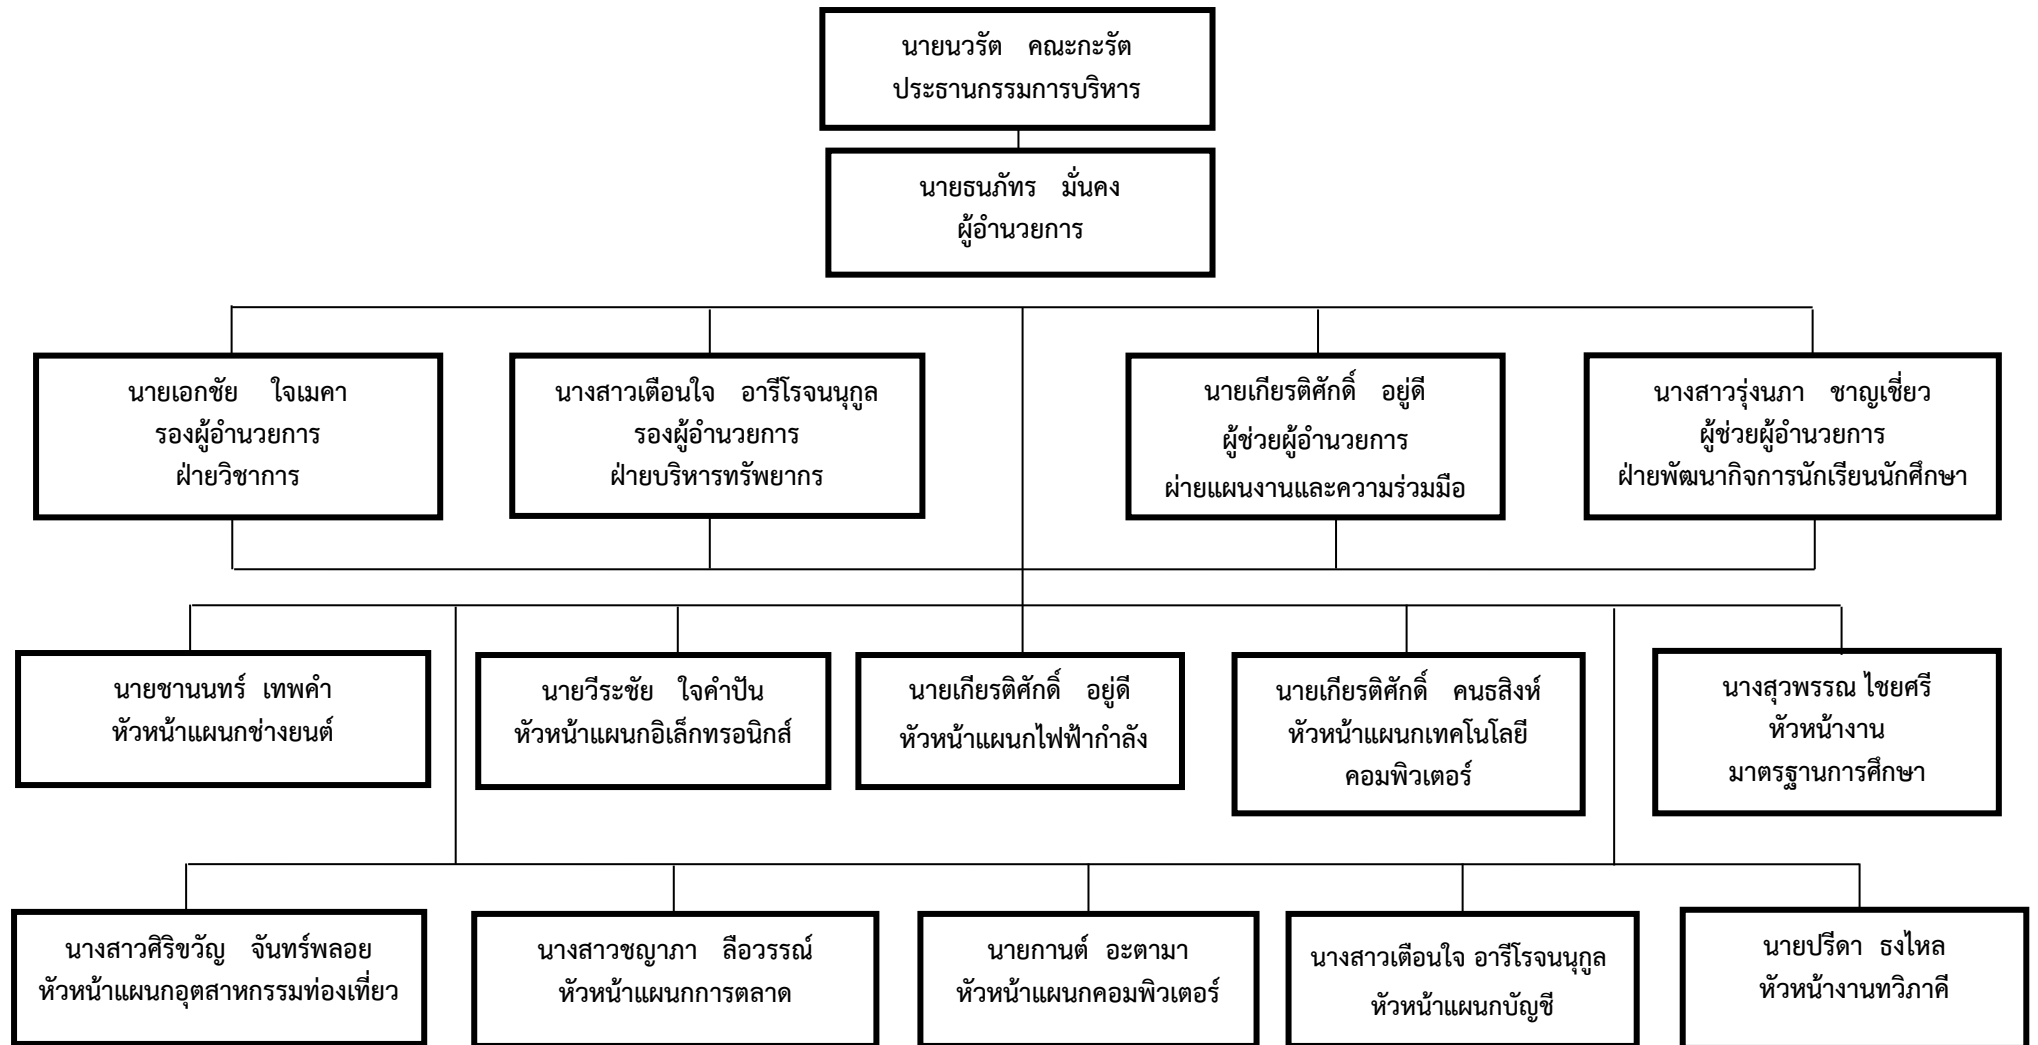 นายนวรัต คณะกะรัต
ประธานกรรมการบริหาร
นายธนภัทร มั่นคง
ผู้อำนวยการ
นายเอกชัย ใจเมคา
รองผู้อำนวยการ
ฝ่ายวิชาการ
นางสาวเตือนใจ อารีโรจนนุกูล
รองผู้อำนวยการ
ฝ่ายบริหารทรัพยากร
นายเกียรติศักดิ์ อยู่ดี
ผู้ช่วยผู้อำนวยการ
ผ่ายแผนงานและความร่วมมือ
นางสาวรุ่งนภา ชาญเชี่ยว
ผู้ช่วยผู้อำนวยการ
ฝ่ายพัฒนากิจการนักเรียนนักศึกษา
นายชานนทร์ เทพคำ
หัวหน้าแผนกช่างยนต์
นายวีระชัย ใจคำปัน
หัวหน้าแผนกอิเล็กทรอนิกส์
นายเกียรติศักดิ์ อยู่ดี
หัวหน้าแผนกไฟฟ้ากำลัง
นายเกียรติศักดิ์ คนธสิงห์
หัวหน้าแผนกเทคโนโลยี
คอมพิวเตอร์
นางสุวพรรณ ไชยศรี
หัวหน้างาน
มาตรฐานการศึกษา
นางสาวศิริขวัญ จันทร์พลอย
หัวหน้าแผนกอุตสาหกรรมท่องเที่ยว
นางสาวชญาภา ลือวรรณ์
หัวหน้าแผนกการตลาด
นายกานต์ อะตามา
หัวหน้าแผนกคอมพิวเตอร์
นางสาวเตือนใจ อารีโรจนนุกูล
หัวหน้าแผนกบัญชี
นายปรีดา ธงไหล
หัวหน้างานทวิภาคี